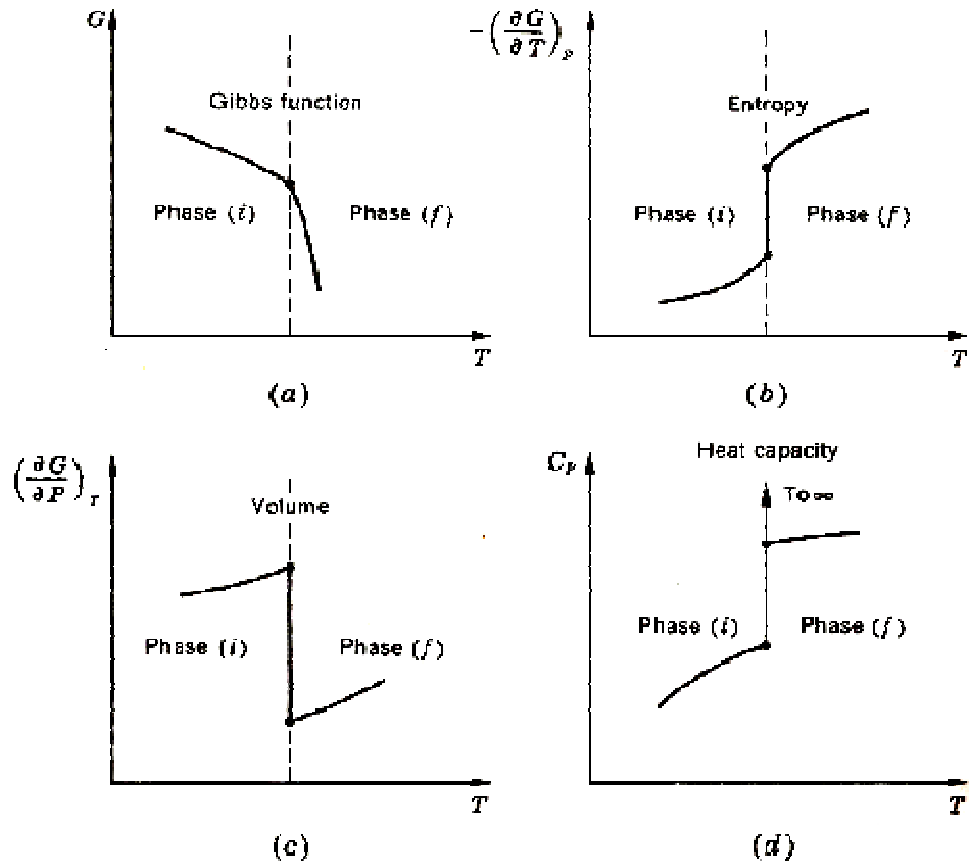 G
Gibbs function
Phase (i)
Phase (f)
T
(a)
−(∂G/∂T)_P
Entropy
Phase (i)
Phase (f)
T
(b)
(∂G/∂P)_T
Volume
Phase (i)
Phase (f)
T
(c)
C_P
Heat capacity
To ∞
Phase (i)
Phase (f)
T
(d)